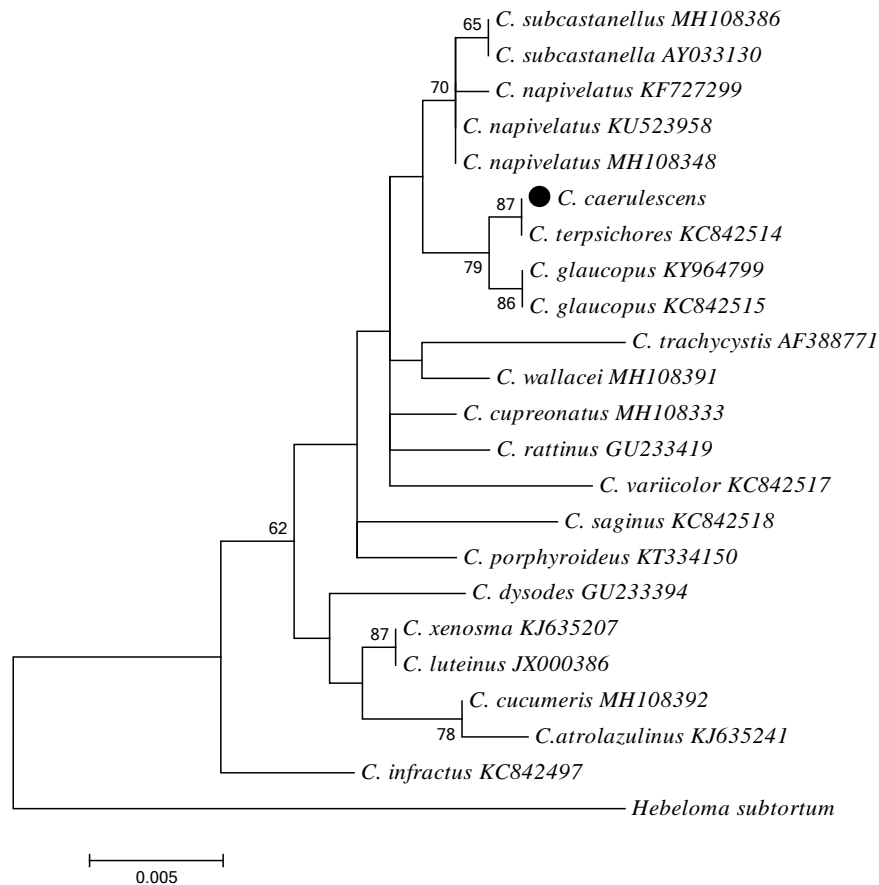 C. subcastanellus MH108386
65
C. subcastanella AY033130
70
C. napivelatus KF727299
C. napivelatus KU523958
C. napivelatus MH108348
87
C. caerulescens
C. terpsichores KC842514
79
C. glaucopus KY964799
86
C. glaucopus KC842515
C. trachycystis AF388771
C. wallacei MH108391
C. cupreonatus MH108333
C. rattinus GU233419
C. variicolor KC842517
C. saginus KC842518
62
C. porphyroideus KT334150
C. dysodes GU233394
87
C. xenosma KJ635207
C. luteinus JX000386
C. cucumeris MH108392
78
C.atrolazulinus KJ635241
C. infractus KC842497
Hebeloma subtortum
0.005